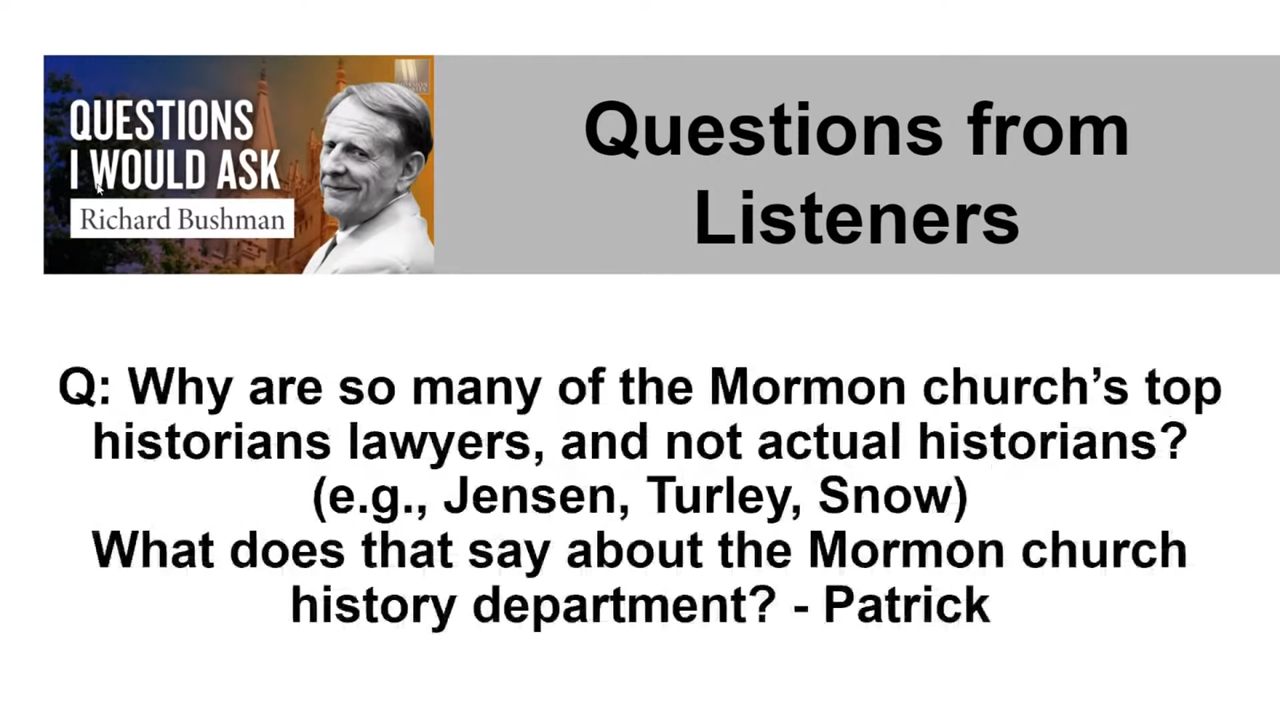 QUESTIONS
I WOULD ASK
Richard Bushman
Questions from
Listeners
Q: Why are so many of the Mormon church’s top
historians lawyers, and not actual historians?
(e.g., Jensen, Turley, Snow)
What does that say about the Mormon church
history department? - Patrick